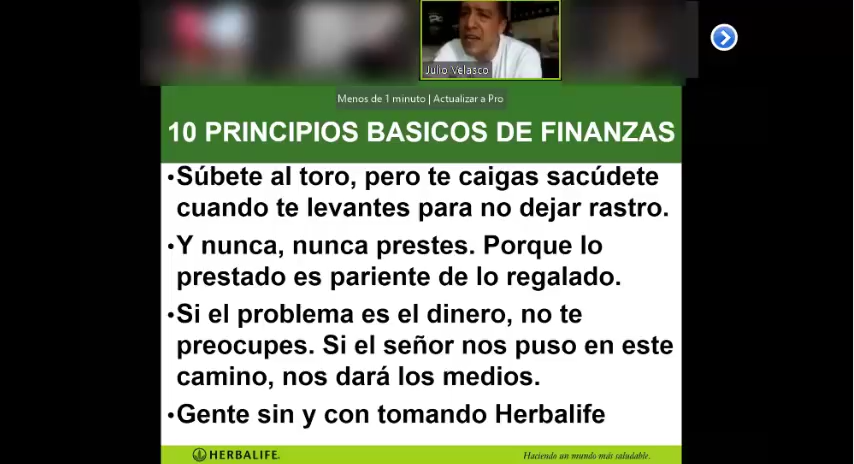 Julio Velasco
Menos de 1 minuto | Actualizar a Pro
10 PRINCIPIOS BASICOS DE FINANZAS
•Súbete al toro, pero te caigas sacúdete
cuando te levantes para no dejar rastro.
•Y nunca, nunca prestes. Porque lo
prestado es pariente de lo regalado.
•Si el problema es el dinero, no te
preocupes. Si el señor nos puso en este
camino, nos dará los medios.
•Gente sin y con tomando Herbalife
HERBALIFE.
Haciendo un mundo más saludable.